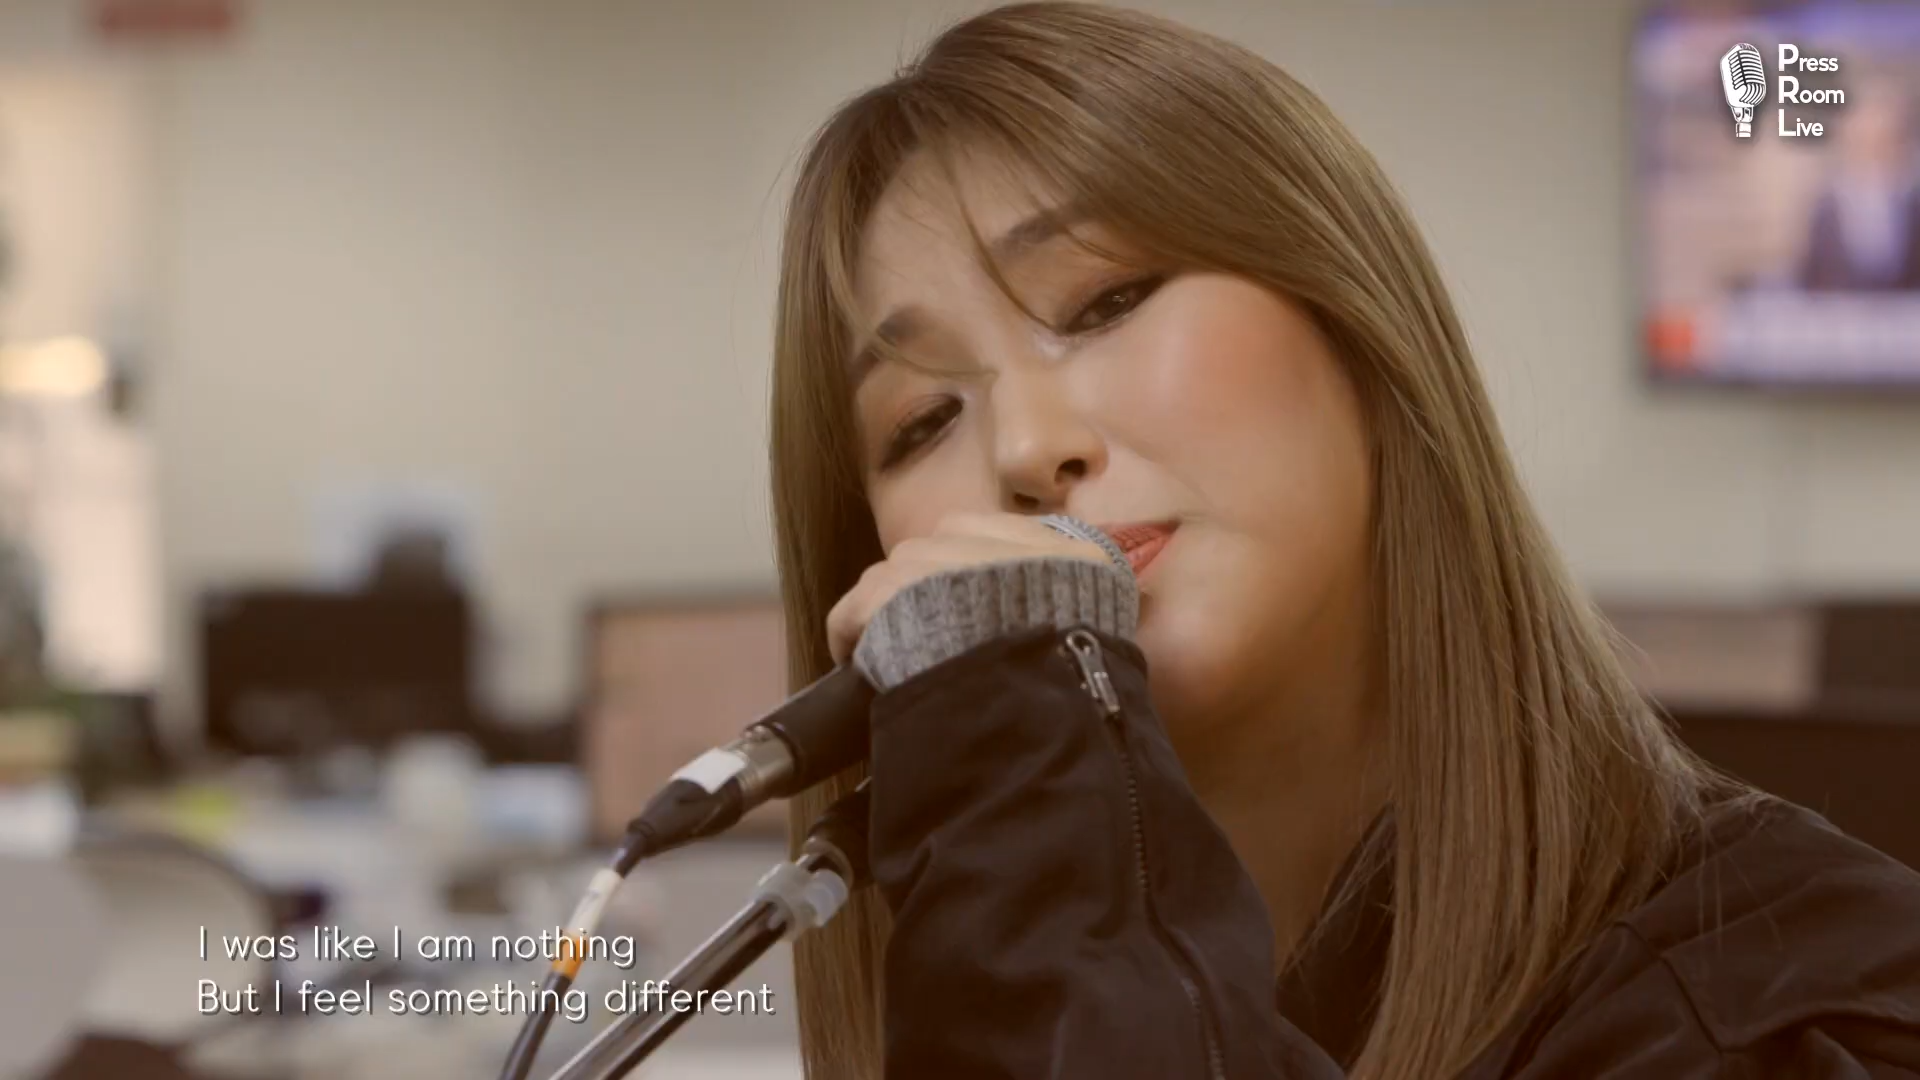 Press
Room
Live
I was like I am nothing
But I feel something different